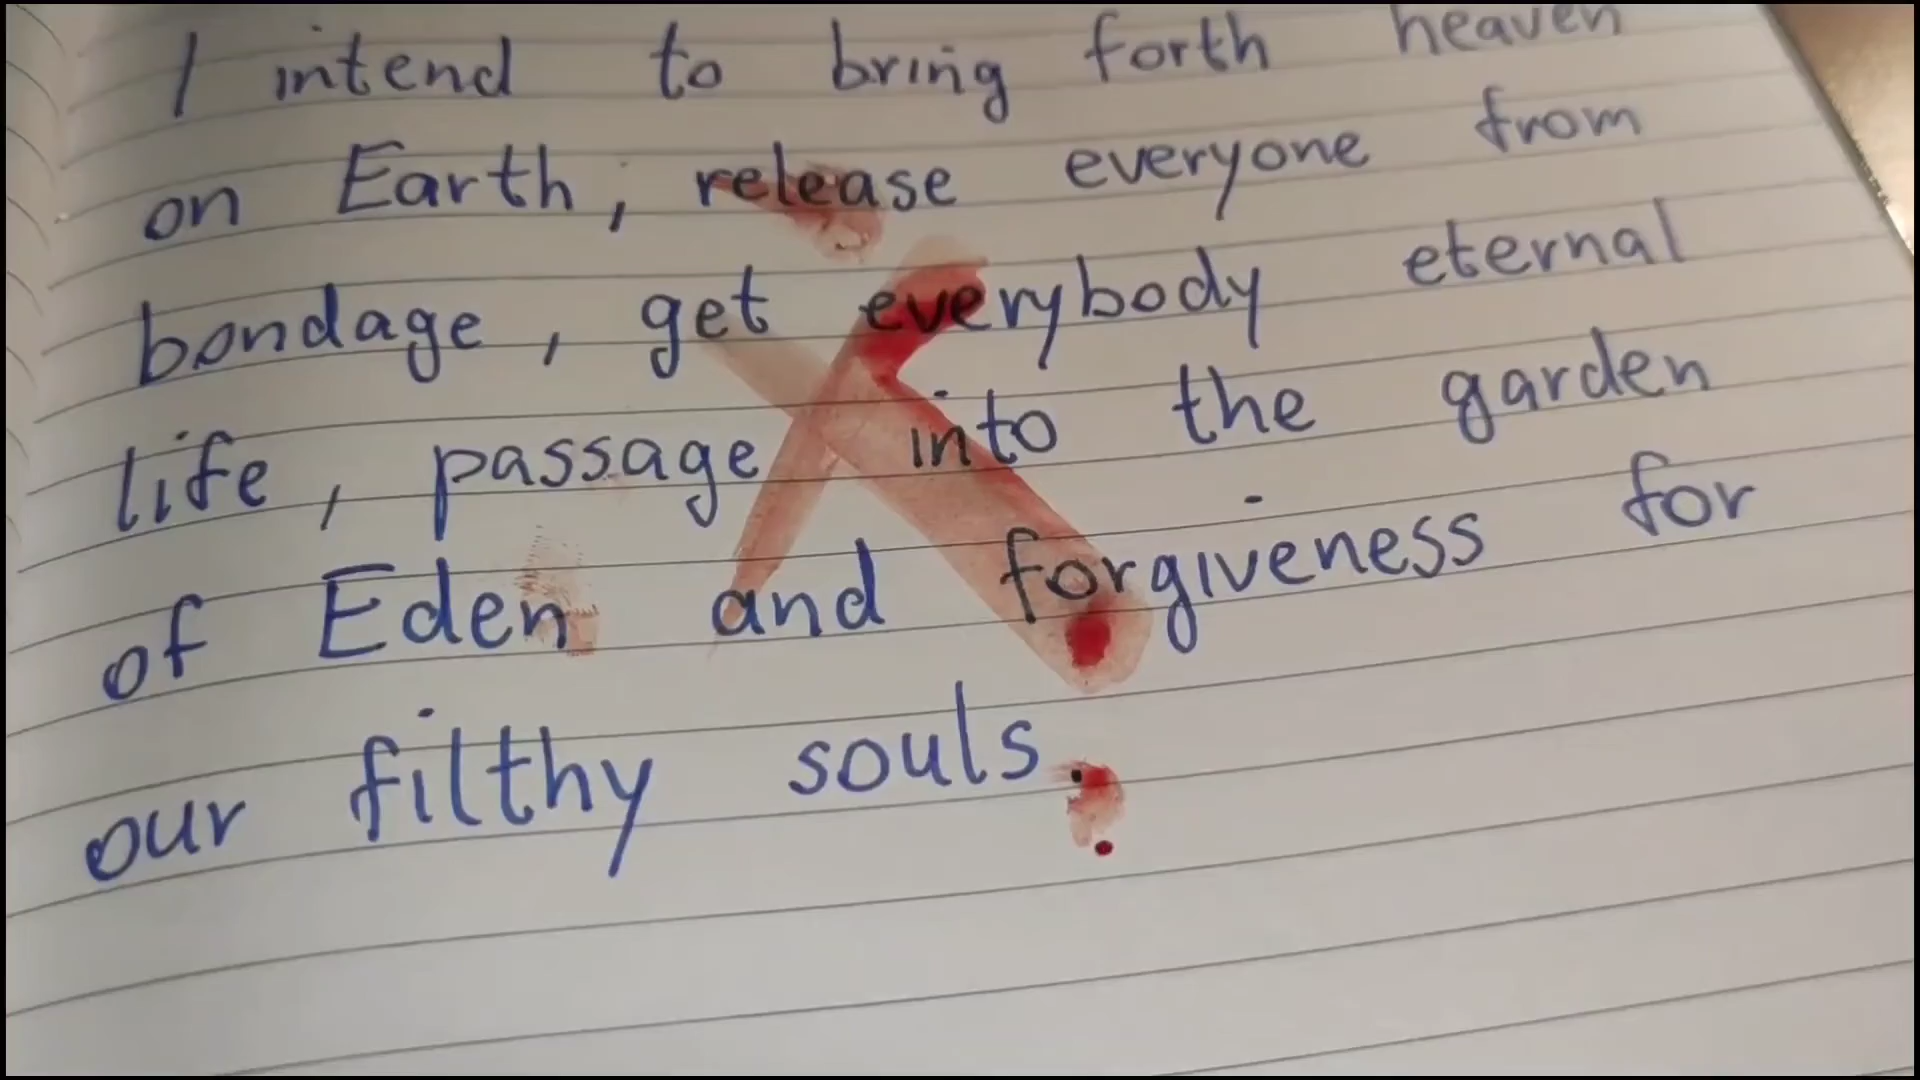 I intend to bring forth heaven
on Earth, release everyone from
bondage, get everybody eternal
life, passage into the garden
of Eden and forgiveness for
our filthy souls.